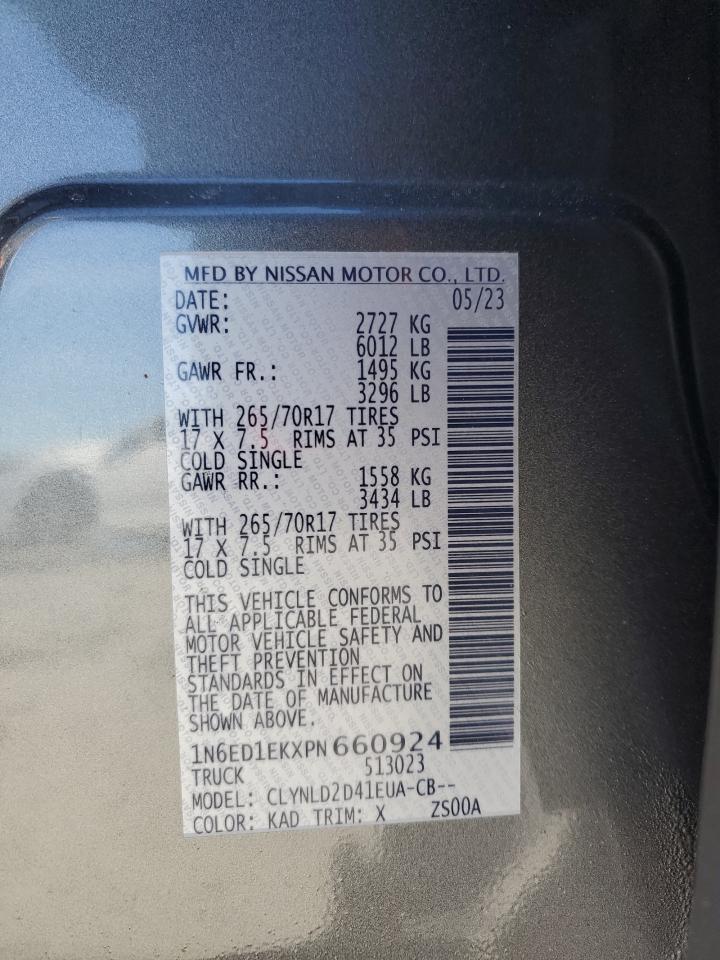 MFD BY NISSAN MOTOR CO., LTD.
DATE: 05/23
GVWR: 2727 KG
6012 LB
GAWR FR.: 1495 KG
3296 LB
WITH 265/70R17 TIRES
17 X 7.5 RIMS AT 35 PSI
COLD SINGLE
GAWR RR.: 1558 KG
3434 LB
WITH 265/70R17 TIRES
17 X 7.5 RIMS AT 35 PSI
COLD SINGLE
THIS VEHICLE CONFORMS TO
ALL APPLICABLE FEDERAL
MOTOR VEHICLE SAFETY AND
THEFT PREVENTION
STANDARDS IN EFFECT ON
THE DATE OF MANUFACTURE
SHOWN ABOVE.
1N6ED1EKXPN660924
TRUCK 513023
MODEL: CLYNLD2D41EUA-CB--
COLOR: KAD TRIM: X ZS00A